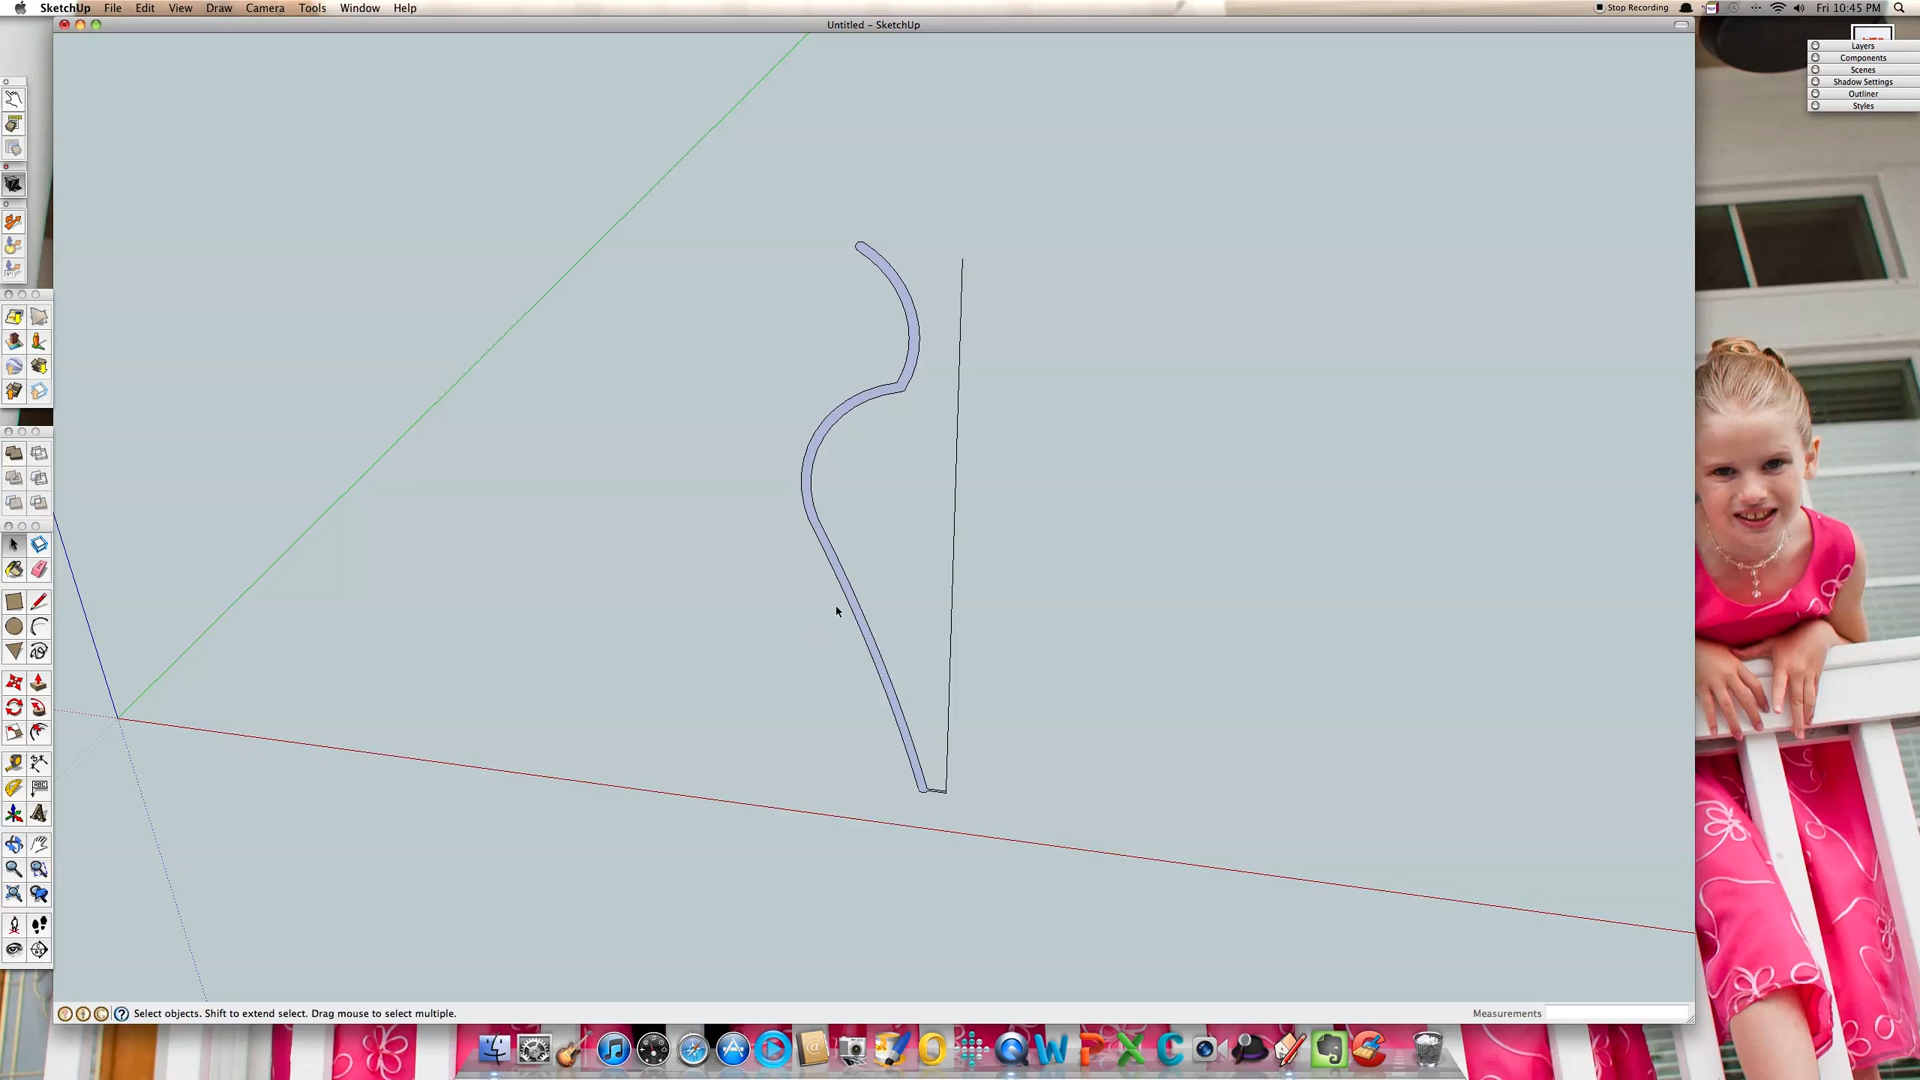 SketchUp File Edit View Draw Camera Tools Window Help
Stop Recording Fri 10:45 PM
Untitled – SketchUp
Layers
Components
Scenes
Shadow Settings
Outliner
Styles
Select objects. Shift to extend select. Drag mouse to select multiple.
Measurements